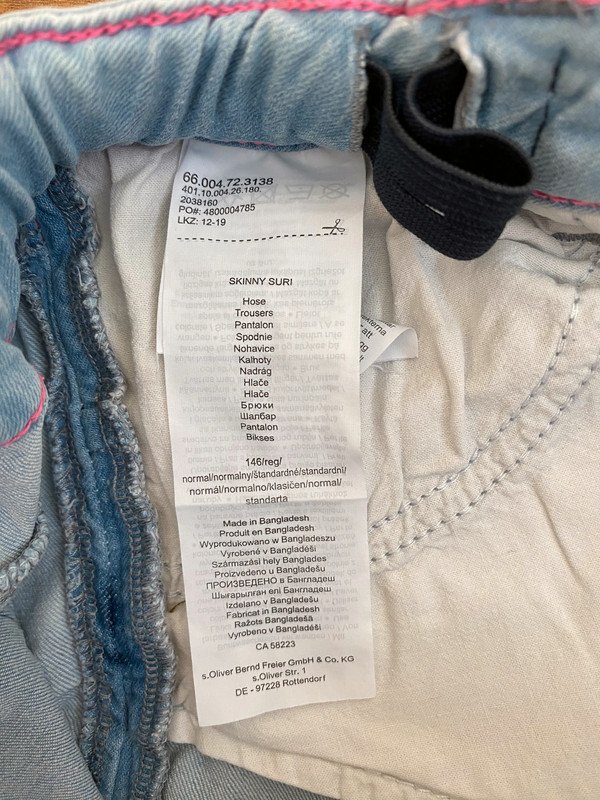 66.004.72.3138
401.10.004.26.180.
2038160
PO#: 4800004785
LKZ: 12-19
SKINNY SURI
Hose
Trousers
Pantalon
Spodnie
Nohavice
Kalhoty
Nadrág
Hlače
Hlače
Брюки
Шалбар
Pantalon
Bikses
146/reg/
normal/normalny/štandardné/standardní/
normál/normalno/klasičen/normal/
standarta
Made in Bangladesh
Produit en Bangladesh
Wyprodukowano w Bangladeszu
Vyrobené v Bangladéši
Származási hely Banglades
Proizvedeno u Bangladešu
ПРОИЗВЕДЕНО в Бангладеш
Шығарылған елі Бангладеш
Izdelano v Bangladešu
Fabricat in Bangladesh
Ražots Bangladešā
Vyrobeno v Bangladéši
CA 58223
s.Oliver Bernd Freier GmbH & Co. KG
s.Oliver Str. 1
DE - 97228 Rottendorf